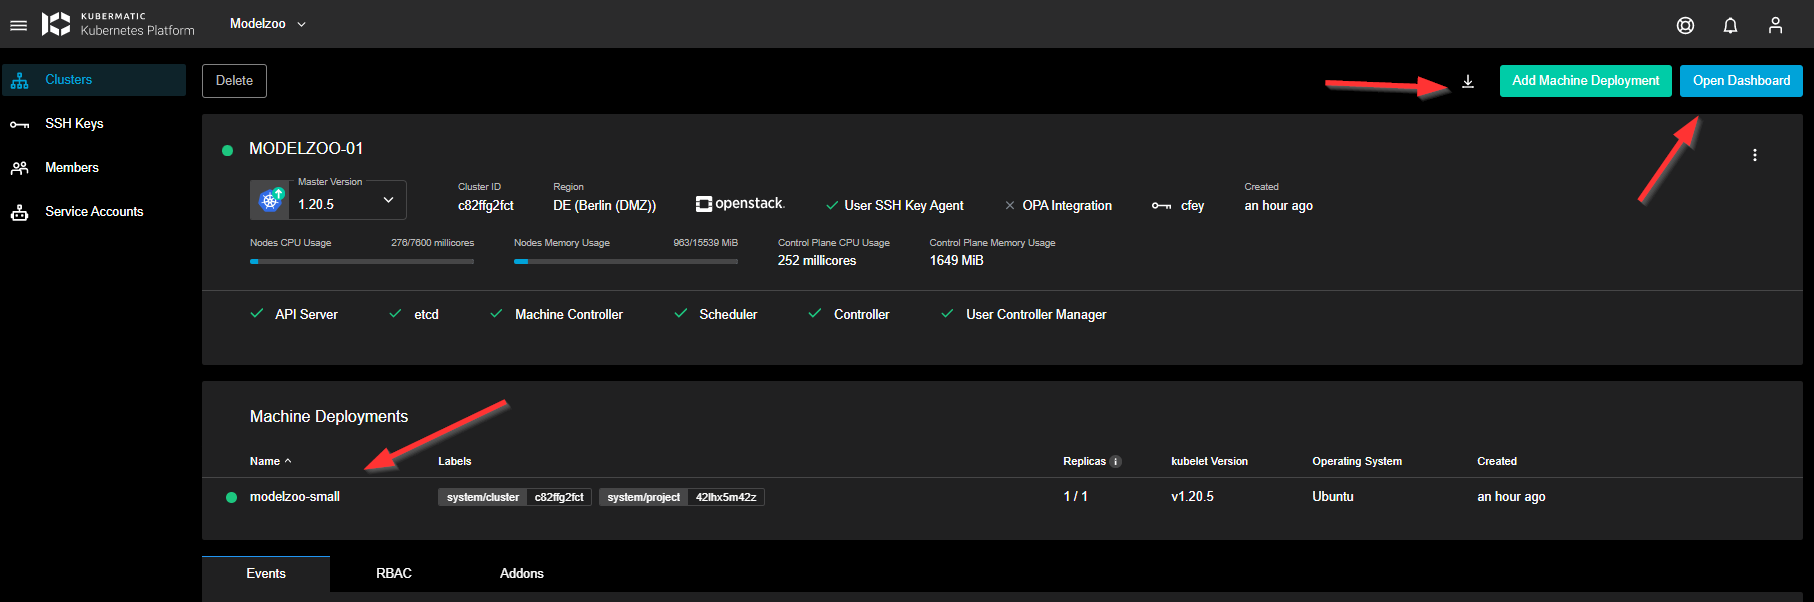 KUBERMATIC
Kubernetes Platform
Modelzoo
Clusters
SSH Keys
Members
Service Accounts
Delete
Add Machine Deployment
Open Dashboard
MODELZOO-01
Master Version
1.20.5
Cluster ID
c82ffg2fct
Region
DE (Berlin (DMZ))
openstack.
User SSH Key Agent
OPA Integration
cfey
Created
an hour ago
Nodes CPU Usage 276/7600 millicores
Nodes Memory Usage 963/15539 MiB
Control Plane CPU Usage
252 millicores
Control Plane Memory Usage
1649 MiB
API Server etcd Machine Controller Scheduler Controller User Controller Manager
Machine Deployments
Name Labels Replicas kubelet Version Operating System Created
modelzoo-small system/cluster c82ffg2fct system/project 42lhx5m42z 1 / 1 v1.20.5 Ubuntu an hour ago
Events RBAC Addons